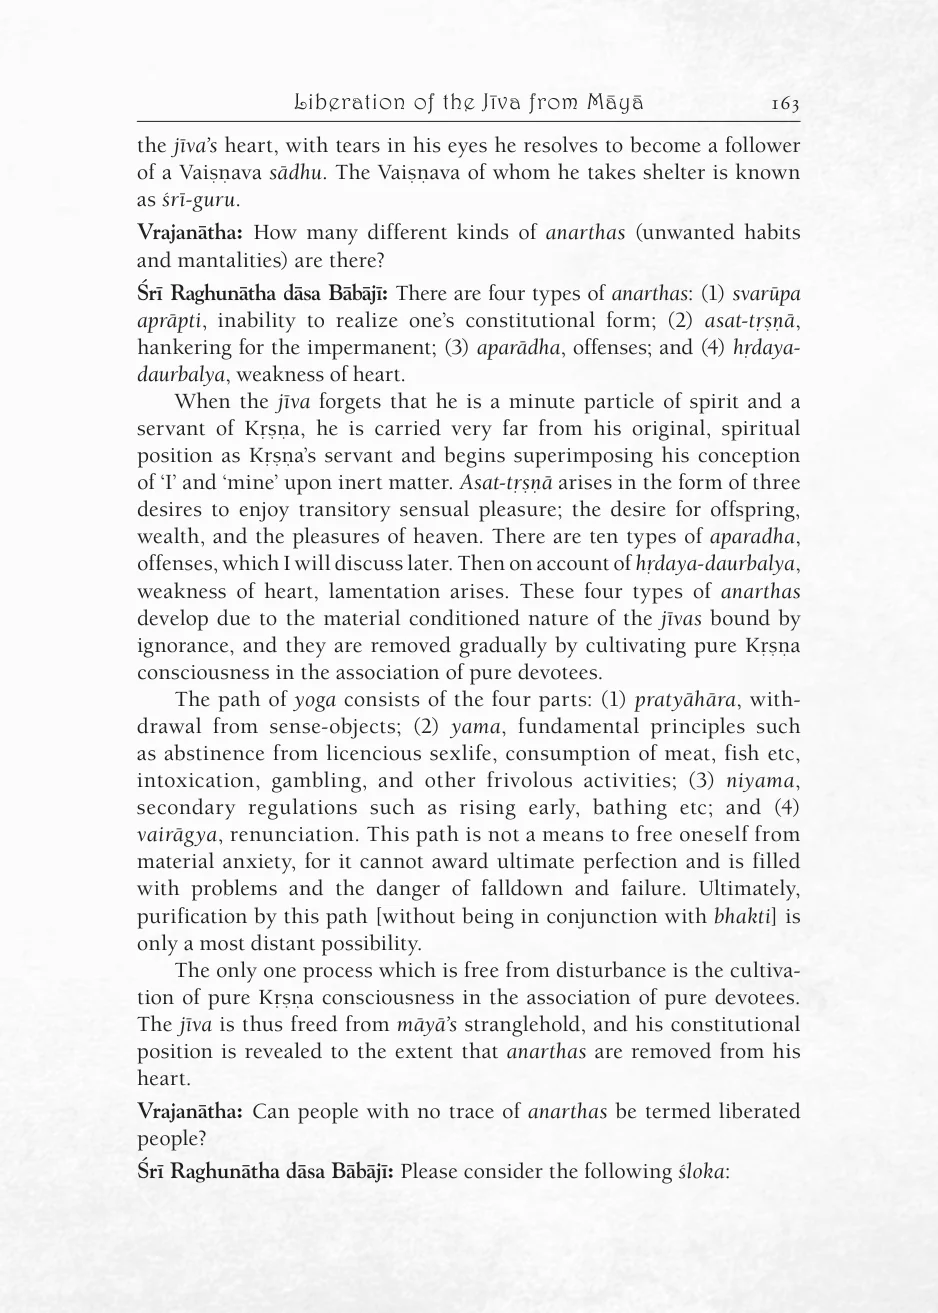 Liberation of the Jīva from Māyā 163
the jīva’s heart, with tears in his eyes he resolves to become a follower
of a Vaiṣṇava sādhu. The Vaiṣṇava of whom he takes shelter is known
as śrī-guru.
Vrajanātha: How many different kinds of anarthas (unwanted habits
and mantalities) are there?
Śrī Raghunātha dāsa Bābājī: There are four types of anarthas: (1) svarūpa
aprāpti, inability to realize one’s constitutional form; (2) asat-tṛṣṇā,
hankering for the impermanent; (3) aparādha, offenses; and (4) hṛdaya-
daurbalya, weakness of heart.
When the jīva forgets that he is a minute particle of spirit and a
servant of Kṛṣṇa, he is carried very far from his original, spiritual
position as Kṛṣṇa’s servant and begins superimposing his conception
of ‘I’ and ‘mine’ upon inert matter. Asat-tṛṣṇā arises in the form of three
desires to enjoy transitory sensual pleasure; the desire for offspring,
wealth, and the pleasures of heaven. There are ten types of aparadha,
offenses, which I will discuss later. Then on account of hṛdaya-daurbalya,
weakness of heart, lamentation arises. These four types of anarthas
develop due to the material conditioned nature of the jīvas bound by
ignorance, and they are removed gradually by cultivating pure Kṛṣṇa
consciousness in the association of pure devotees.
The path of yoga consists of the four parts: (1) pratyāhāra, with-
drawal from sense-objects; (2) yama, fundamental principles such
as abstinence from licencious sexlife, consumption of meat, fish etc,
intoxication, gambling, and other frivolous activities; (3) niyama,
secondary regulations such as rising early, bathing etc; and (4)
vairāgya, renunciation. This path is not a means to free oneself from
material anxiety, for it cannot award ultimate perfection and is filled
with problems and the danger of falldown and failure. Ultimately,
purification by this path [without being in conjunction with bhakti] is
only a most distant possibility.
The only one process which is free from disturbance is the cultiva-
tion of pure Kṛṣṇa consciousness in the association of pure devotees.
The jīva is thus freed from māyā’s stranglehold, and his constitutional
position is revealed to the extent that anarthas are removed from his
heart.
Vrajanātha: Can people with no trace of anarthas be termed liberated
people?
Śrī Raghunātha dāsa Bābājī: Please consider the following śloka: